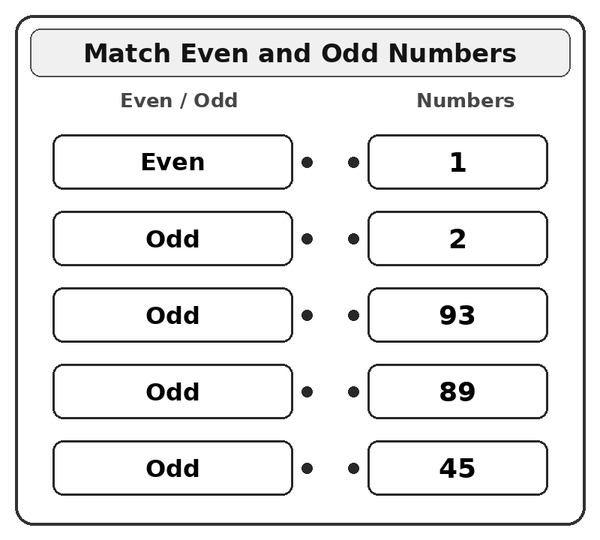 Match Even and Odd Numbers
Even / Odd Numbers
Even 1
Odd 2
Odd 93
Odd 89
Odd 45